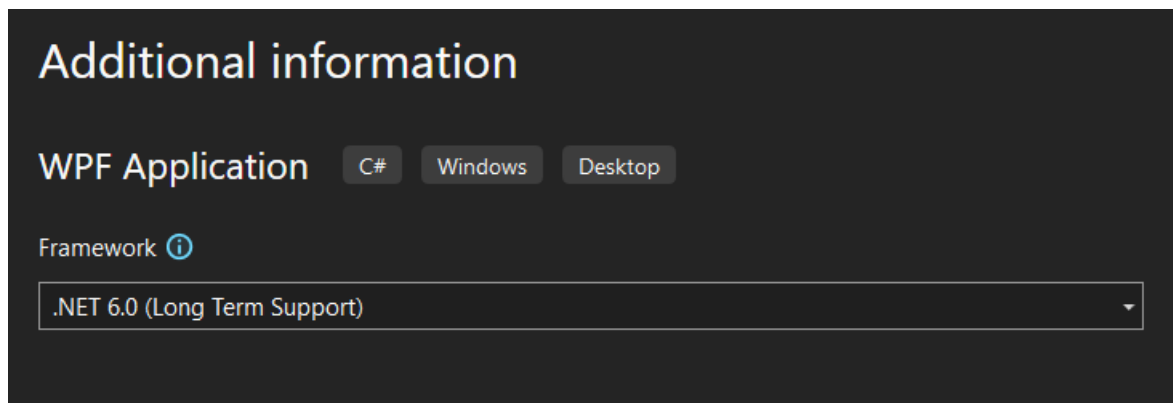 Additional information
WPF Application C# Windows Desktop
Framework
.NET 6.0 (Long Term Support)